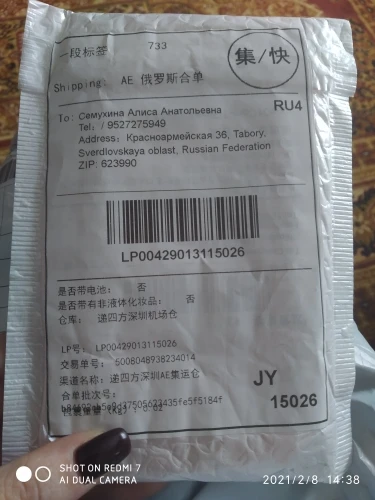 一段标签 733
集/快
Shipping: AE 俄罗斯合单
To: Семухина Алиса Анатольевна
RU4
Tel: / 9527275949
Address: Красноармейская 36, Tabory,
Sverdlovskaya oblast, Russian Federation
ZIP: 623990
LP00429013115026
是否带电池: 否
是否带有非液体化妆品: 否
仓库: 递四方深圳机场仓
LP号: LP00429013115026
交易单号: 5008048938234014
渠道名称: 递四方深圳AE集运仓
合单批次号:
JY
15026
SHOT ON REDMI 7
AI DUAL CAMERA
2021/2/8 14:38